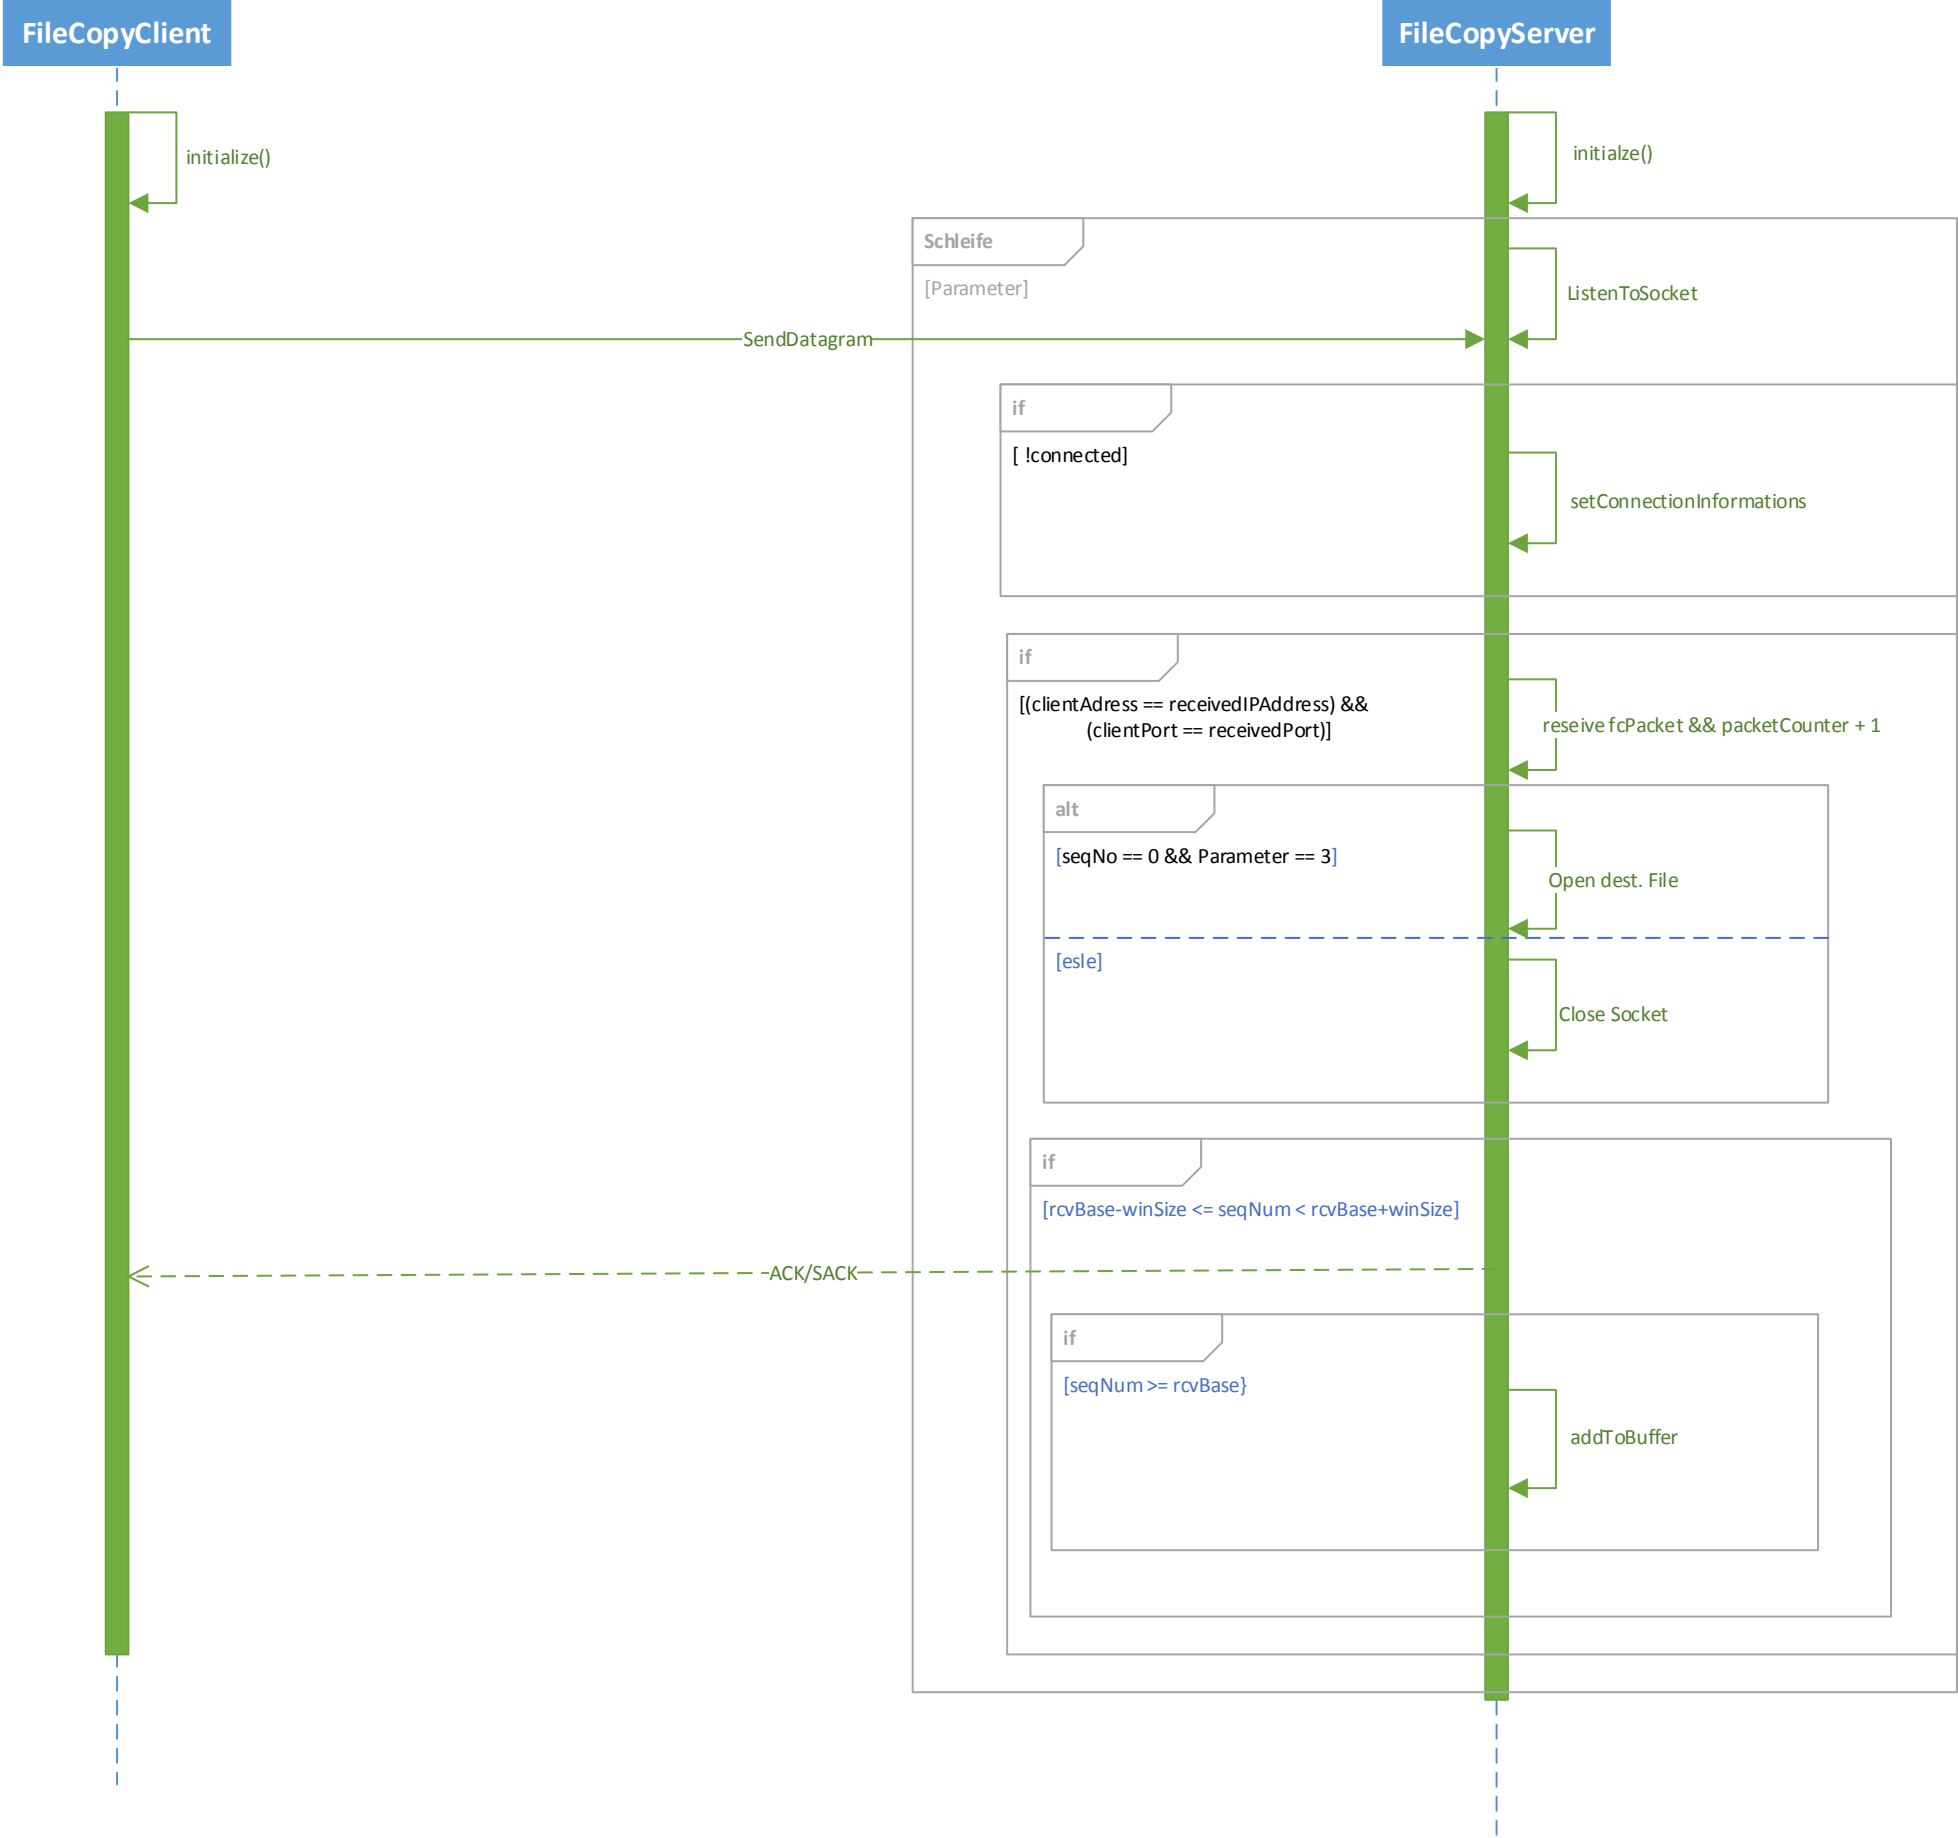 FileCopyClient
FileCopyServer
initialize()
initialze()
Schleife
[Parameter]
ListenToSocket
SendDatagram
if
[ !connected]
setConnectionInformations
if
[(clientAdress == receivedIPAddress) &&
(clientPort == receivedPort)]
reseive fcPacket && packetCounter + 1
alt
[seqNo == 0 && Parameter == 3]
Open dest. File
[esle]
Close Socket
if
[rcvBase-winSize <= seqNum < rcvBase+winSize]
ACK/SACK
if
[seqNum >= rcvBase}
addToBuffer